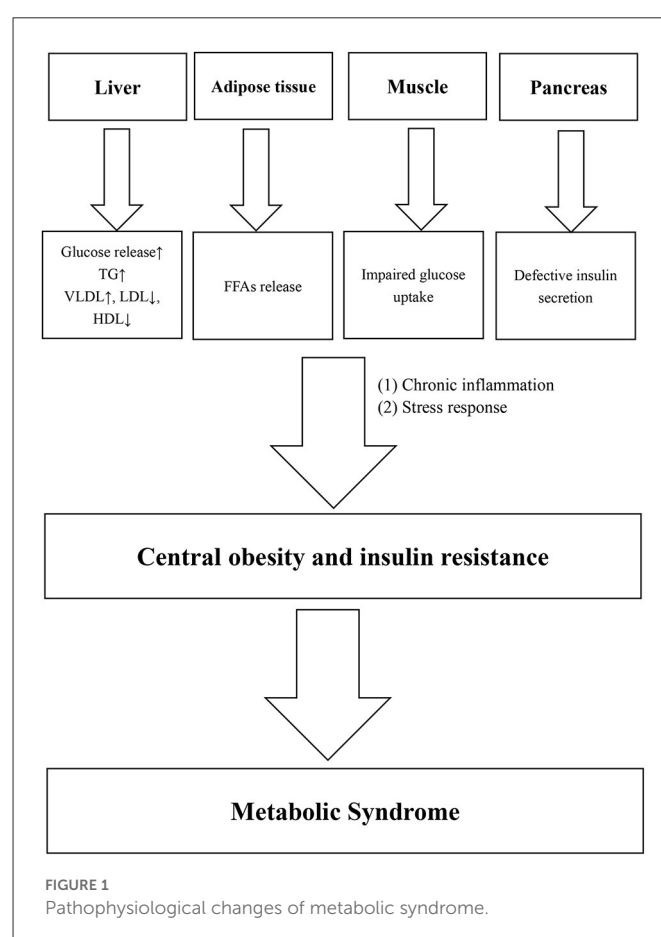 Liver
Adipose tissue
Muscle
Pancreas
Glucose release↑
TG↑
VLDL↑, LDL↓,
HDL↓
FFAs release
Impaired glucose
uptake
Defective insulin
secretion
(1) Chronic inflammation
(2) Stress response
Central obesity and insulin resistance
Metabolic Syndrome
FIGURE 1
Pathophysiological changes of metabolic syndrome.